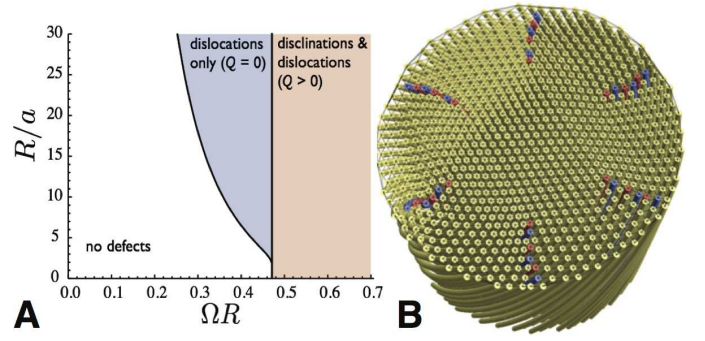 30
25
20
15
10
5
0
R/a
dislocations
only (Q = 0)
disclinations &
dislocations
(Q > 0)
no defects
0.0 0.1 0.2 0.3 0.4 0.5 0.6 0.7
ΩR
A
B